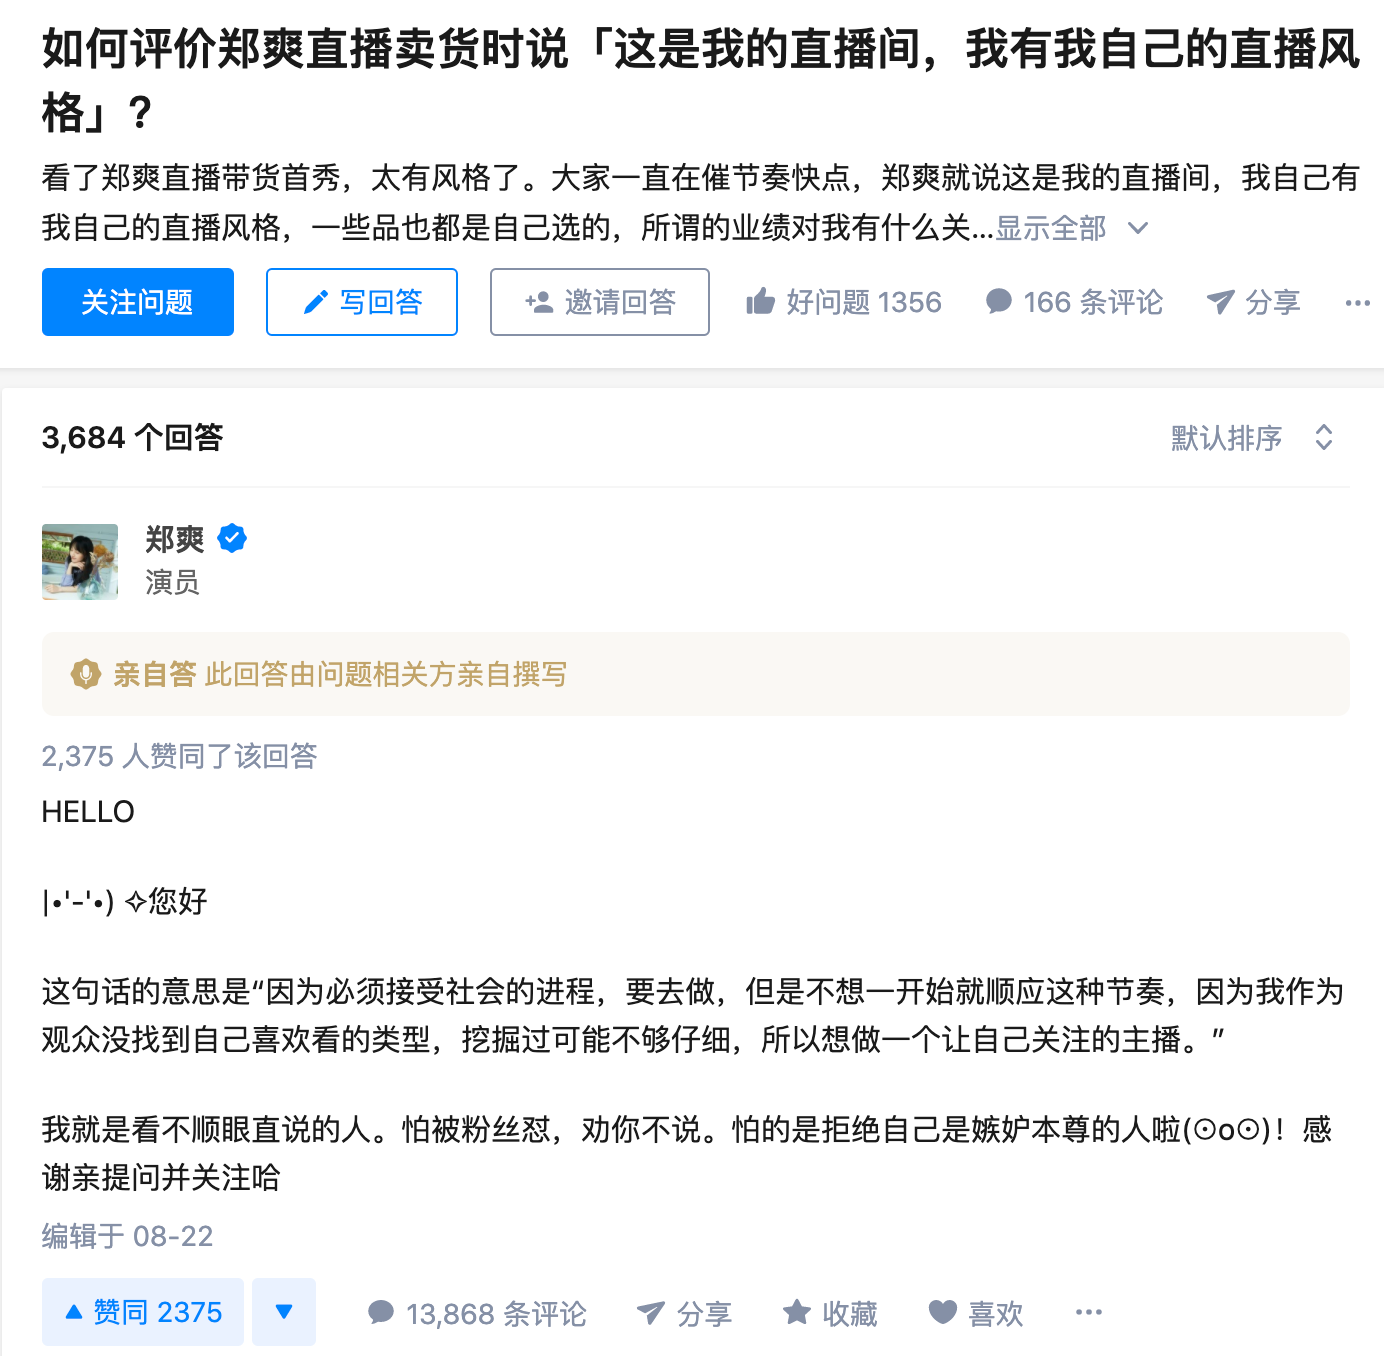 如何评价郑爽直播卖货时说「这是我的直播间，我有我自己的直播风
格」?
看了郑爽直播带货首秀，太有风格了。大家一直在催节奏快点，郑爽就说这是我的直播间，我自己有
我自己的直播风格，一些品也都是自己选的，所谓的业绩对我有什么关...显示全部
关注问题 写回答 邀请回答 好问题 1356 166 条评论 分享 ···
3,684 个回答 默认排序
郑爽
演员
亲自答 此回答由问题相关方亲自撰写
2,375 人赞同了该回答
HELLO
|•'-'•) ✧您好
这句话的意思是“因为必须接受社会的进程，要去做，但是不想一开始就顺应这种节奏，因为我作为
观众没找到自己喜欢看的类型，挖掘过可能不够仔细，所以想做一个让自己关注的主播。”
我就是看不顺眼直说的人。怕被粉丝怼，劝你不说。怕的是拒绝自己是嫉妒本尊的人啦(⊙o⊙)！感
谢亲提问并关注哈
编辑于 08-22
▲ 赞同 2375 ▼ 13,868 条评论 分享 收藏 喜欢 ···